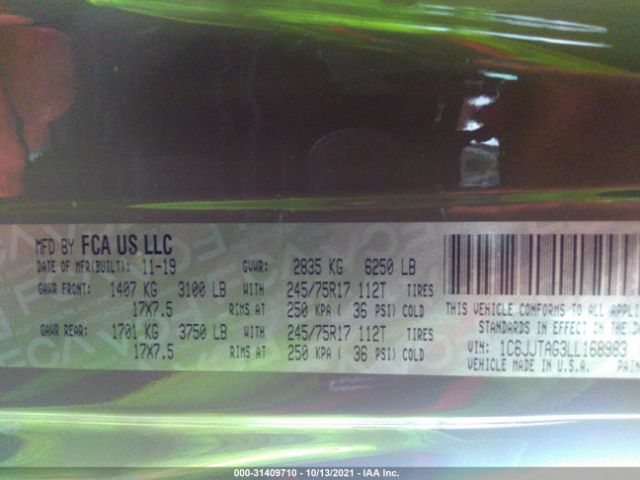 MFD BY FCA US LLC
DATE OF MFR(BUILT): 11-19 GVWR: 2835 KG 6250 LB
GAWR FRONT: 1407 KG 3100 LB WITH 245/75R17 112T TIRES
17X7.5 RIMS AT 250 KPA ( 36 PSI) COLD
GAWR REAR: 1701 KG 3750 LB WITH 245/75R17 112T TIRES
17X7.5 RIMS AT 250 KPA ( 36 PSI) COLD
THIS VEHICLE CONFORMS TO ALL APPL
STANDARDS IN EFFECT ON THE
VIN: 1C6JJTAG3LL168983
VEHICLE MADE IN U.S.A. PAIN
000-31409710 - 10/13/2021 - IAA Inc.